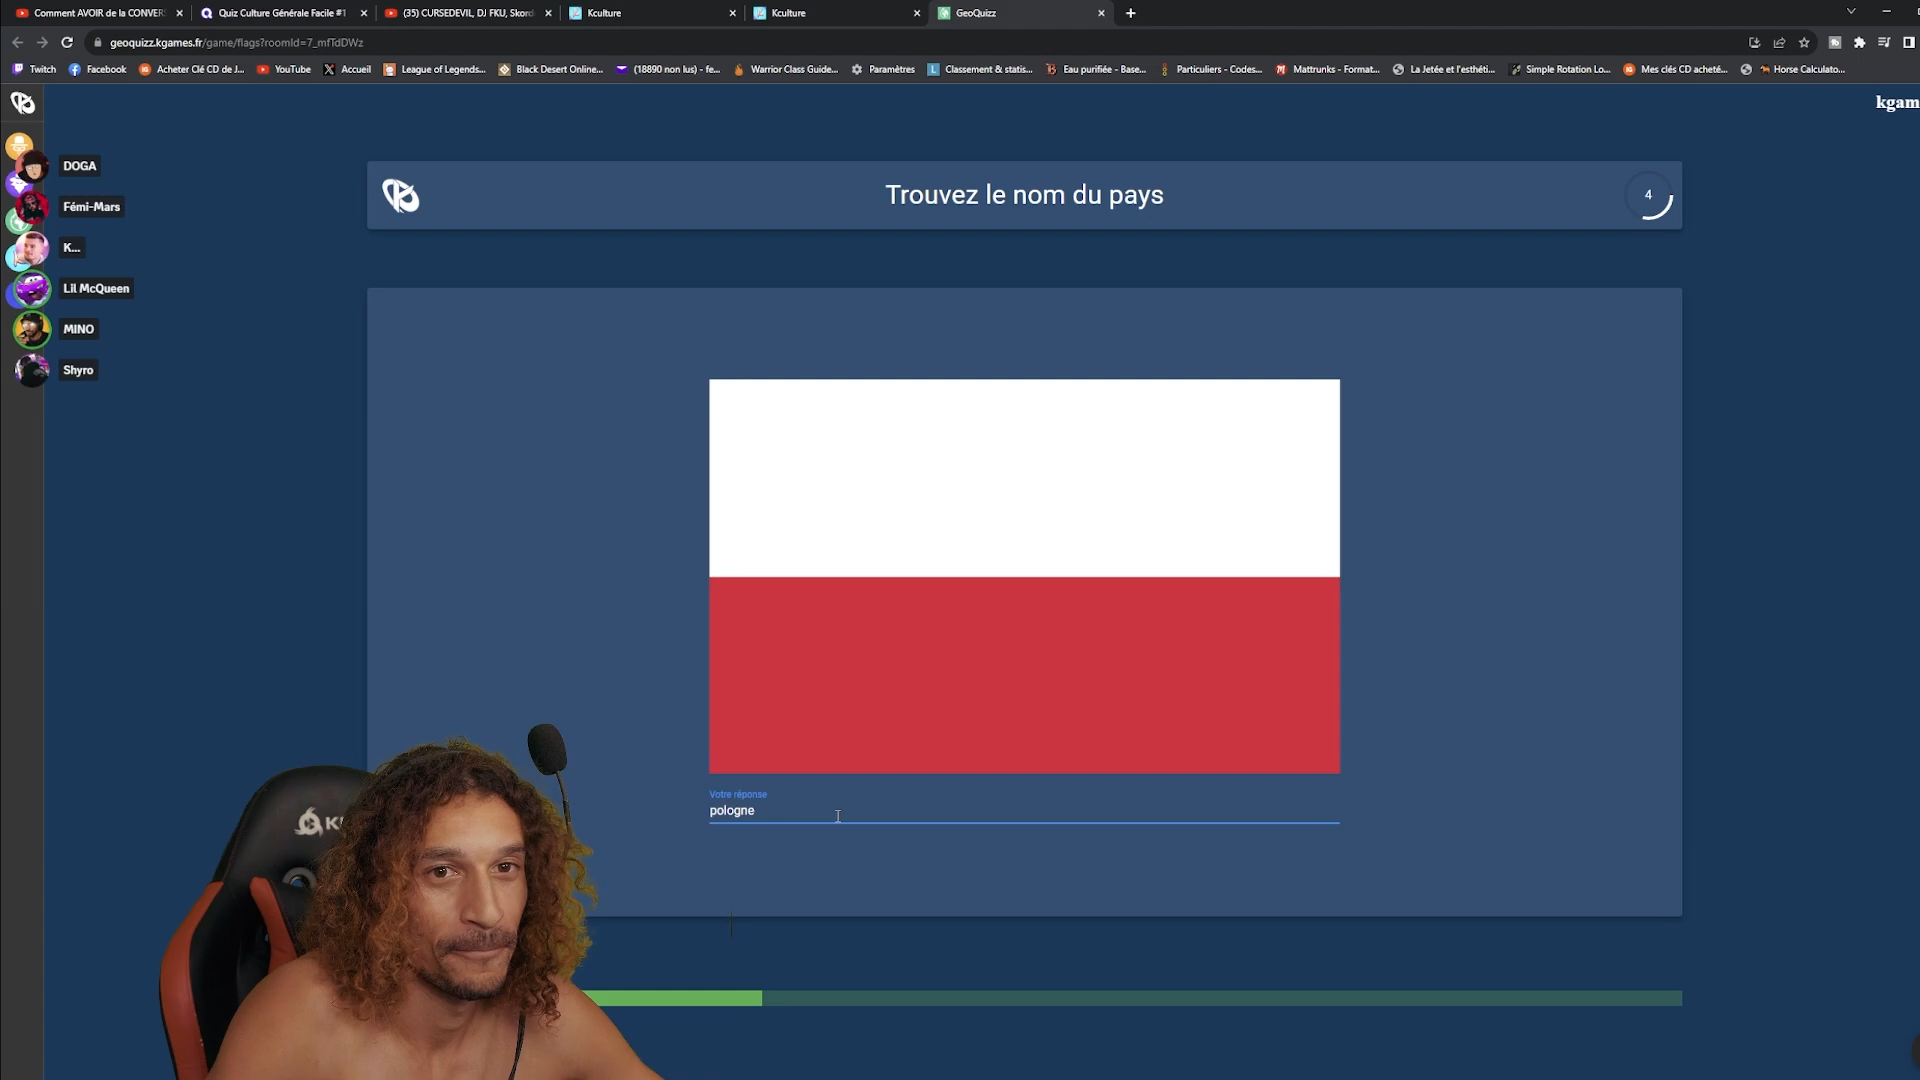 Comment AVOIR de la CONVER
Quiz Culture Générale Facile #1
(35) CURSEDEVIL, DJ FKU, Skord
Kculture
Kculture
GeoQuizz
geoquizz.kgames.fr/game/flags?roomId=7_mfTdDWz
Twitch
Facebook
Acheter Clé CD de J...
YouTube
Accueil
League of Legends...
Black Desert Online...
(18890 non lus) - fe...
Warrior Class Guide...
Paramètres
Classement & statis...
Eau purifiée - Base...
Particuliers - Codes...
Mattrunks - Format...
La Jetée et l'esthéti...
Simple Rotation Lo...
Mes clés CD acheté...
Horse Calculato...
kgam
DOGA
Fémi-Mars
K...
Lil McQueen
MINO
Shyro
Trouvez le nom du pays
4
Votre réponse
pologne